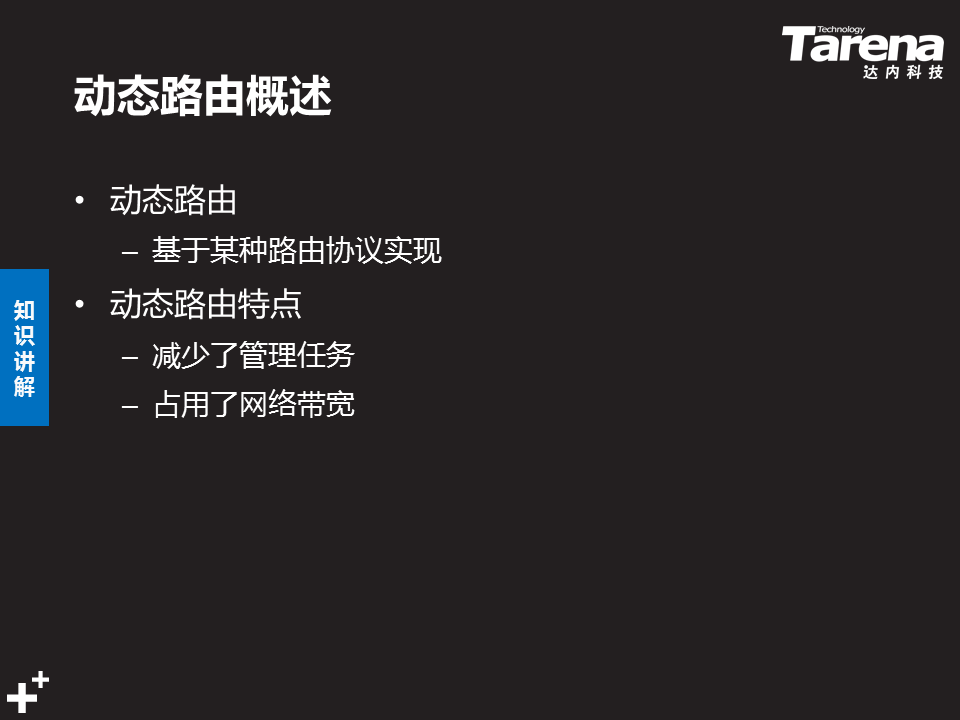 Technology
Tarena
达内科技
动态路由概述
• 动态路由
– 基于某种路由协议实现
• 动态路由特点
– 减少了管理任务
– 占用了网络带宽
知识讲解